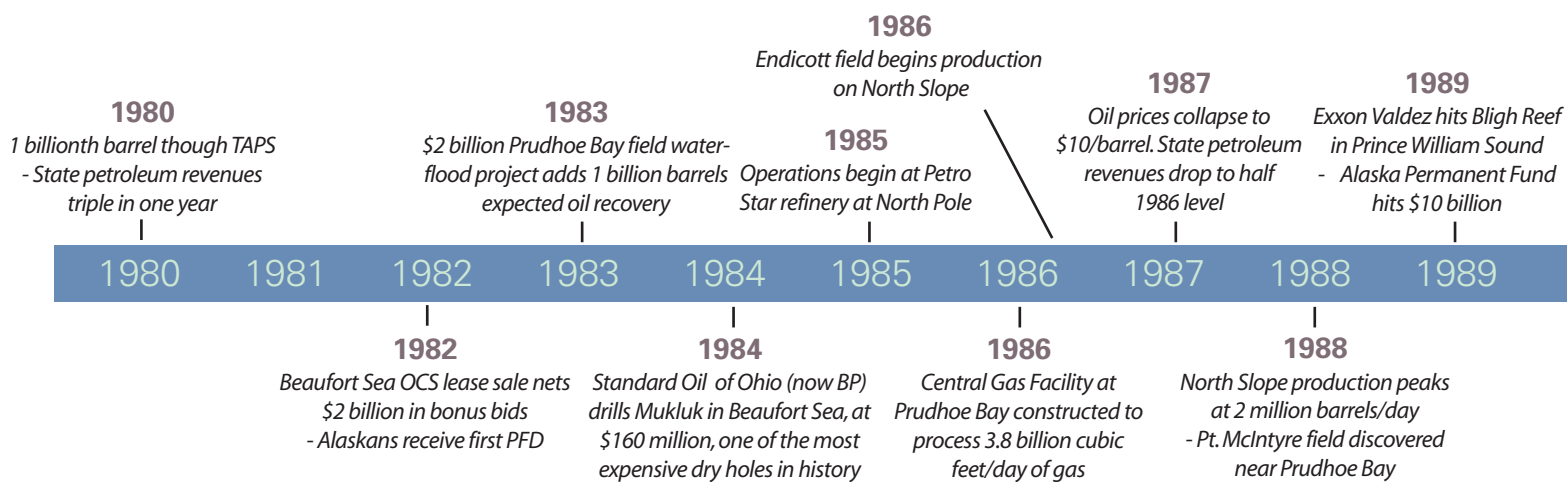 1980
1 billionth barrel though TAPS
- State petroleum revenues
triple in one year
1983
$2 billion Prudhoe Bay field water-
flood project adds 1 billion barrels
expected oil recovery
1985
Operations begin at Petro
Star refinery at North Pole
1986
Endicott field begins production
on North Slope
1987
Oil prices collapse to
$10/barrel. State petroleum
revenues drop to half
1986 level
1989
Exxon Valdez hits Bligh Reef
in Prince William Sound
- Alaska Permanent Fund
hits $10 billion
1980 1981 1982 1983 1984 1985 1986 1987 1988 1989
1982
Beaufort Sea OCS lease sale nets
$2 billion in bonus bids
- Alaskans receive first PFD
1984
Standard Oil of Ohio (now BP)
drills Mukluk in Beaufort Sea, at
$160 million, one of the most
expensive dry holes in history
1986
Central Gas Facility at
Prudhoe Bay constructed to
process 3.8 billion cubic
feet/day of gas
1988
North Slope production peaks
at 2 million barrels/day
- Pt. McIntyre field discovered
near Prudhoe Bay